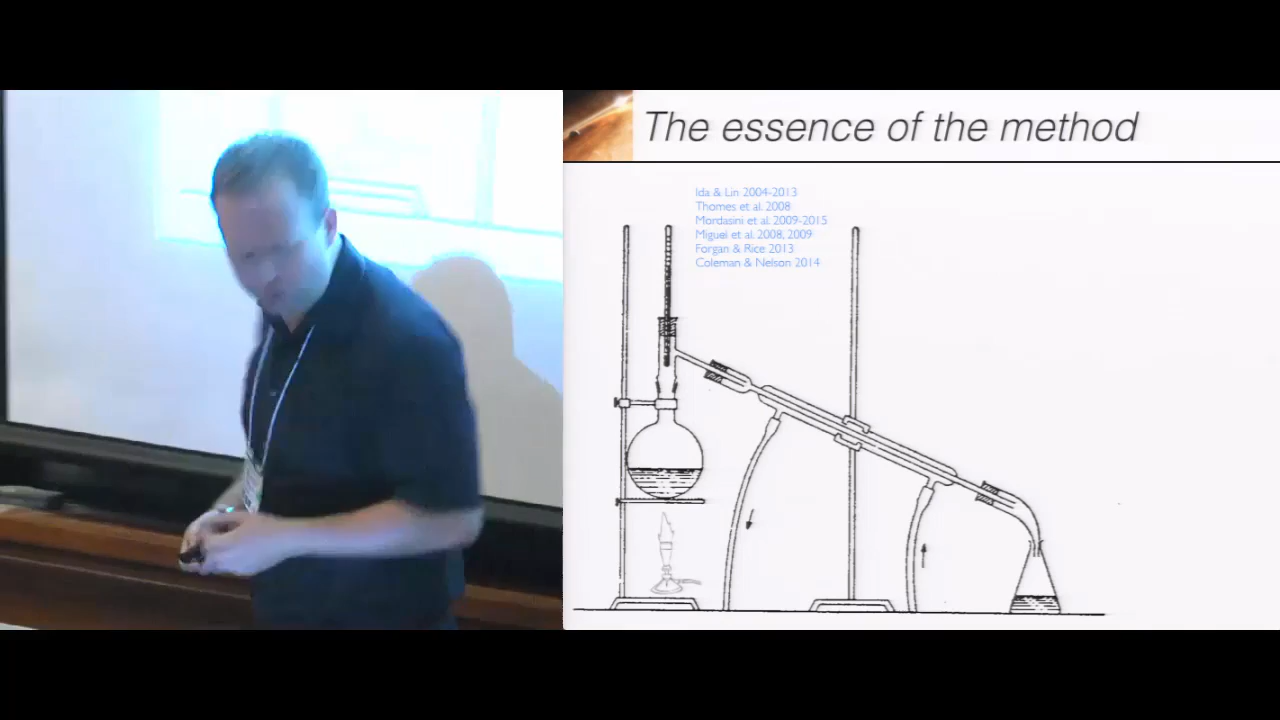 The essence of the method
Ida & Lin 2004-2013
Thomes et al. 2008
Mordasini et al. 2009-2015
Miguel et al. 2008, 2009
Forgan & Rice 2013
Coleman & Nelson 2014